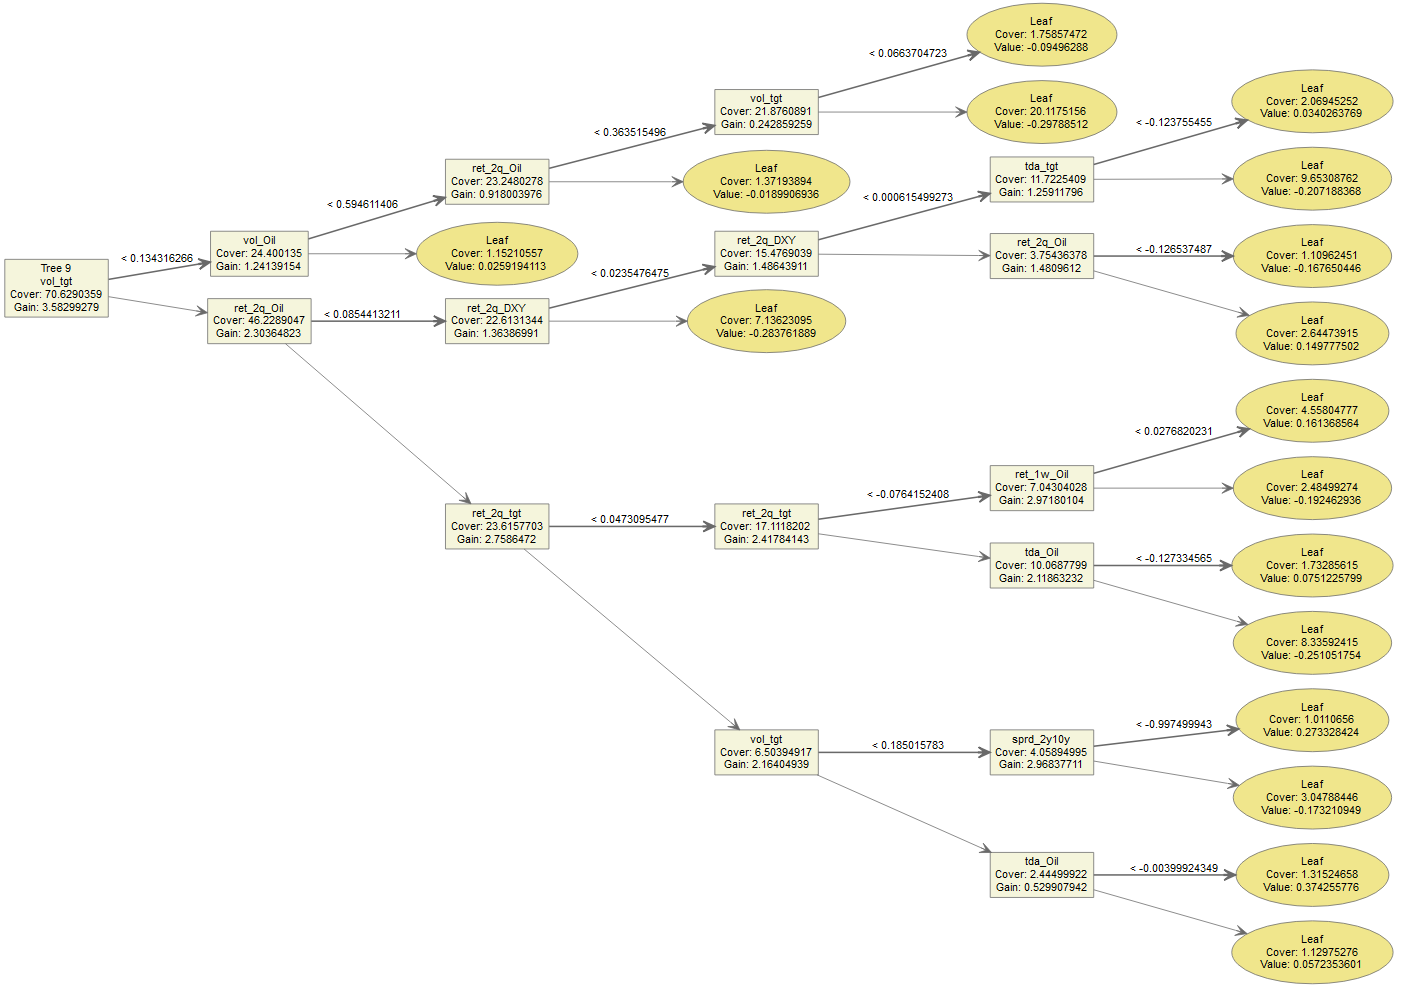 Tree 9
vol_tgt
Cover: 70.6290359
Gain: 3.58299279
< 0.134316266
vol_Oil
Cover: 24.400135
Gain: 1.24139154
ret_2q_Oil
Cover: 46.2289047
Gain: 2.30364823
< 0.594611406
ret_2q_Oil
Cover: 23.2480278
Gain: 0.918003976
Leaf
Cover: 1.15210557
Value: 0.0259194113
< 0.0854413211
ret_2q_DXY
Cover: 22.6131344
Gain: 1.36386991
ret_2q_tgt
Cover: 23.6157703
Gain: 2.7586472
< 0.363515496
vol_tgt
Cover: 21.8760891
Gain: 0.242859259
Leaf
Cover: 1.37193894
Value: -0.0189906936
< 0.0235476475
ret_2q_DXY
Cover: 15.4769039
Gain: 1.48643911
Leaf
Cover: 7.13623095
Value: -0.283761889
< 0.0473095477
ret_2q_tgt
Cover: 17.1118202
Gain: 2.41784143
vol_tgt
Cover: 6.50394917
Gain: 2.16404939
< 0.0663704723
Leaf
Cover: 1.75857472
Value: -0.09496288
Leaf
Cover: 20.1175156
Value: -0.29788512
< 0.000615499273
tda_tgt
Cover: 11.7225409
Gain: 1.25911796
ret_2q_Oil
Cover: 3.75436378
Gain: 1.4809612
< -0.0764152408
ret_1w_Oil
Cover: 7.04304028
Gain: 2.97180104
tda_Oil
Cover: 10.0687799
Gain: 2.11863232
< 0.185015783
sprd_2y10y
Cover: 4.05894995
Gain: 2.96837711
tda_Oil
Cover: 2.44499922
Gain: 0.529907942
< -0.123755455
Leaf
Cover: 2.06945252
Value: 0.0340263769
Leaf
Cover: 9.65308762
Value: -0.207188368
< -0.126537487
Leaf
Cover: 1.10962451
Value: -0.167650446
Leaf
Cover: 2.64473915
Value: 0.149777502
< 0.0276820231
Leaf
Cover: 4.55804777
Value: 0.161368564
Leaf
Cover: 2.48499274
Value: -0.192462936
< -0.127334565
Leaf
Cover: 1.73285615
Value: 0.0751225799
Leaf
Cover: 8.33592415
Value: -0.251051754
< -0.997499943
Leaf
Cover: 1.0110656
Value: 0.273328424
Leaf
Cover: 3.04788446
Value: -0.173210949
< -0.00399924349
Leaf
Cover: 1.31524658
Value: 0.374255776
Leaf
Cover: 1.12975276
Value: 0.0572353601